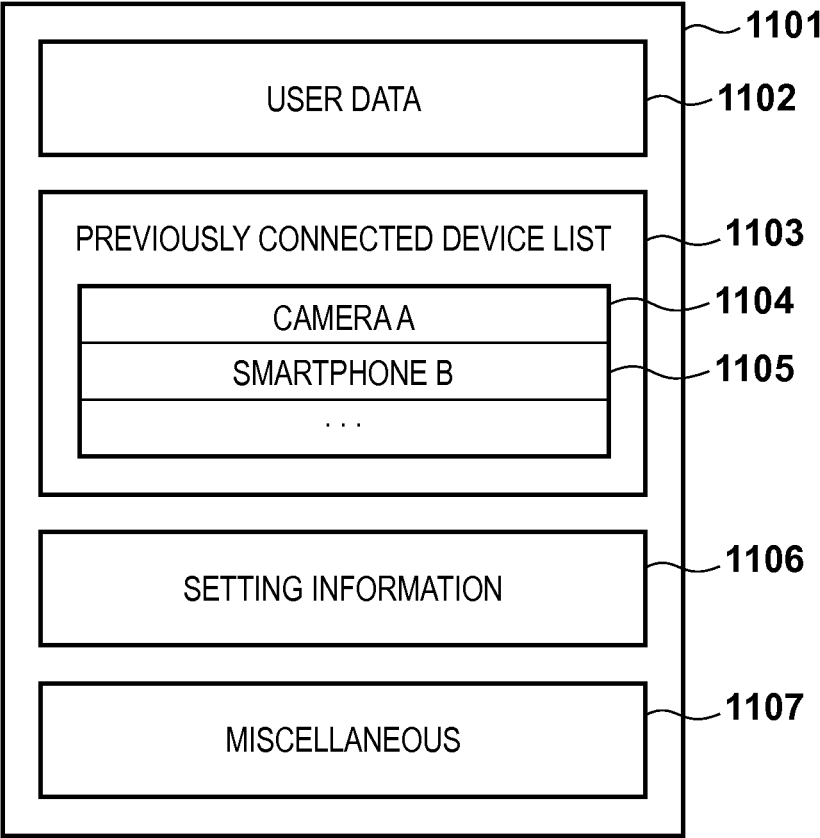 1101
USER DATA
1102
PREVIOUSLY CONNECTED DEVICE LIST
1103
CAMERA A
1104
SMARTPHONE B
1105
. . .
SETTING INFORMATION
1106
MISCELLANEOUS
1107